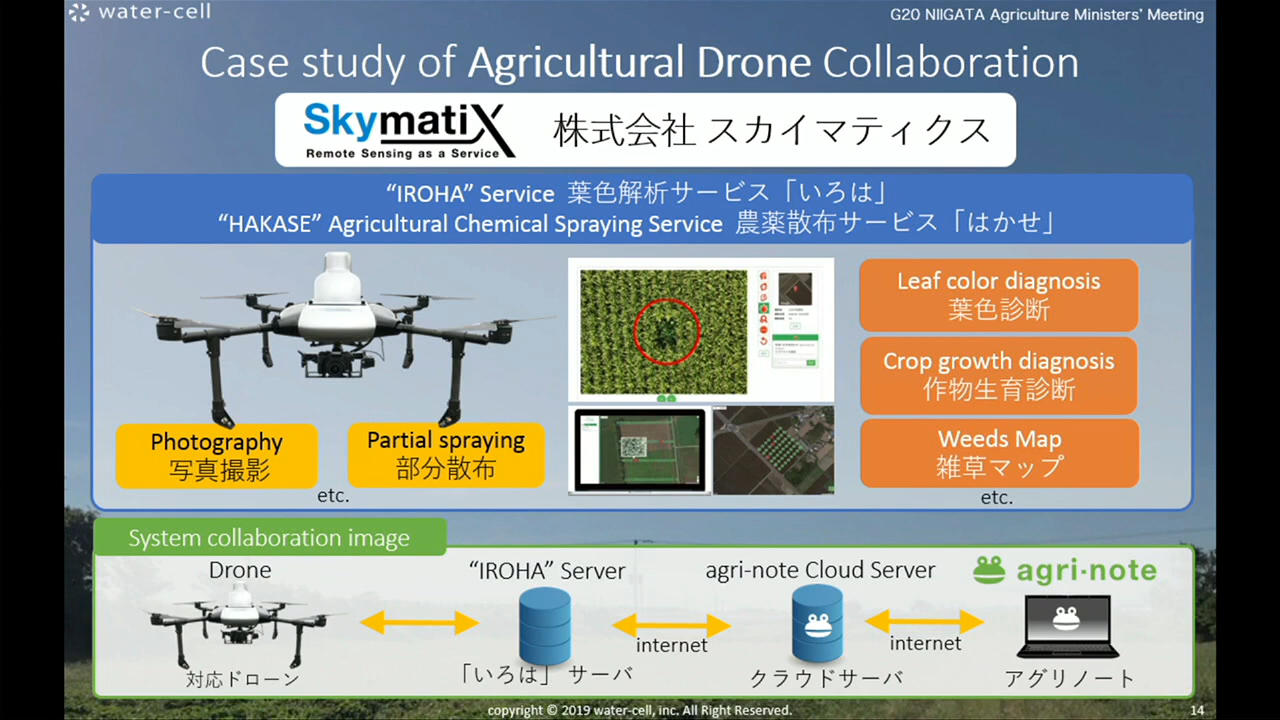 water-cell
G20 NIIGATA Agriculture Ministers' Meeting
Case study of Agricultural Drone Collaboration
SkymatiX
Remote Sensing as a Service
株式会社 スカイマティクス
“IROHA” Service 葉色解析サービス「いろは」
“HAKASE” Agricultural Chemical Spraying Service 農薬散布サービス「はかせ」
Photography
写真撮影
Partial spraying
部分散布
etc.
Leaf color diagnosis
葉色診断
Crop growth diagnosis
作物生育診断
Weeds Map
雑草マップ
etc.
System collaboration image
Drone
対応ドローン
“IROHA” Server
「いろは」 サーバ
internet
agri-note Cloud Server
クラウドサーバ
internet
agri·note
アグリノート
copyright © 2019 water-cell, inc. All Right Reserved.
14